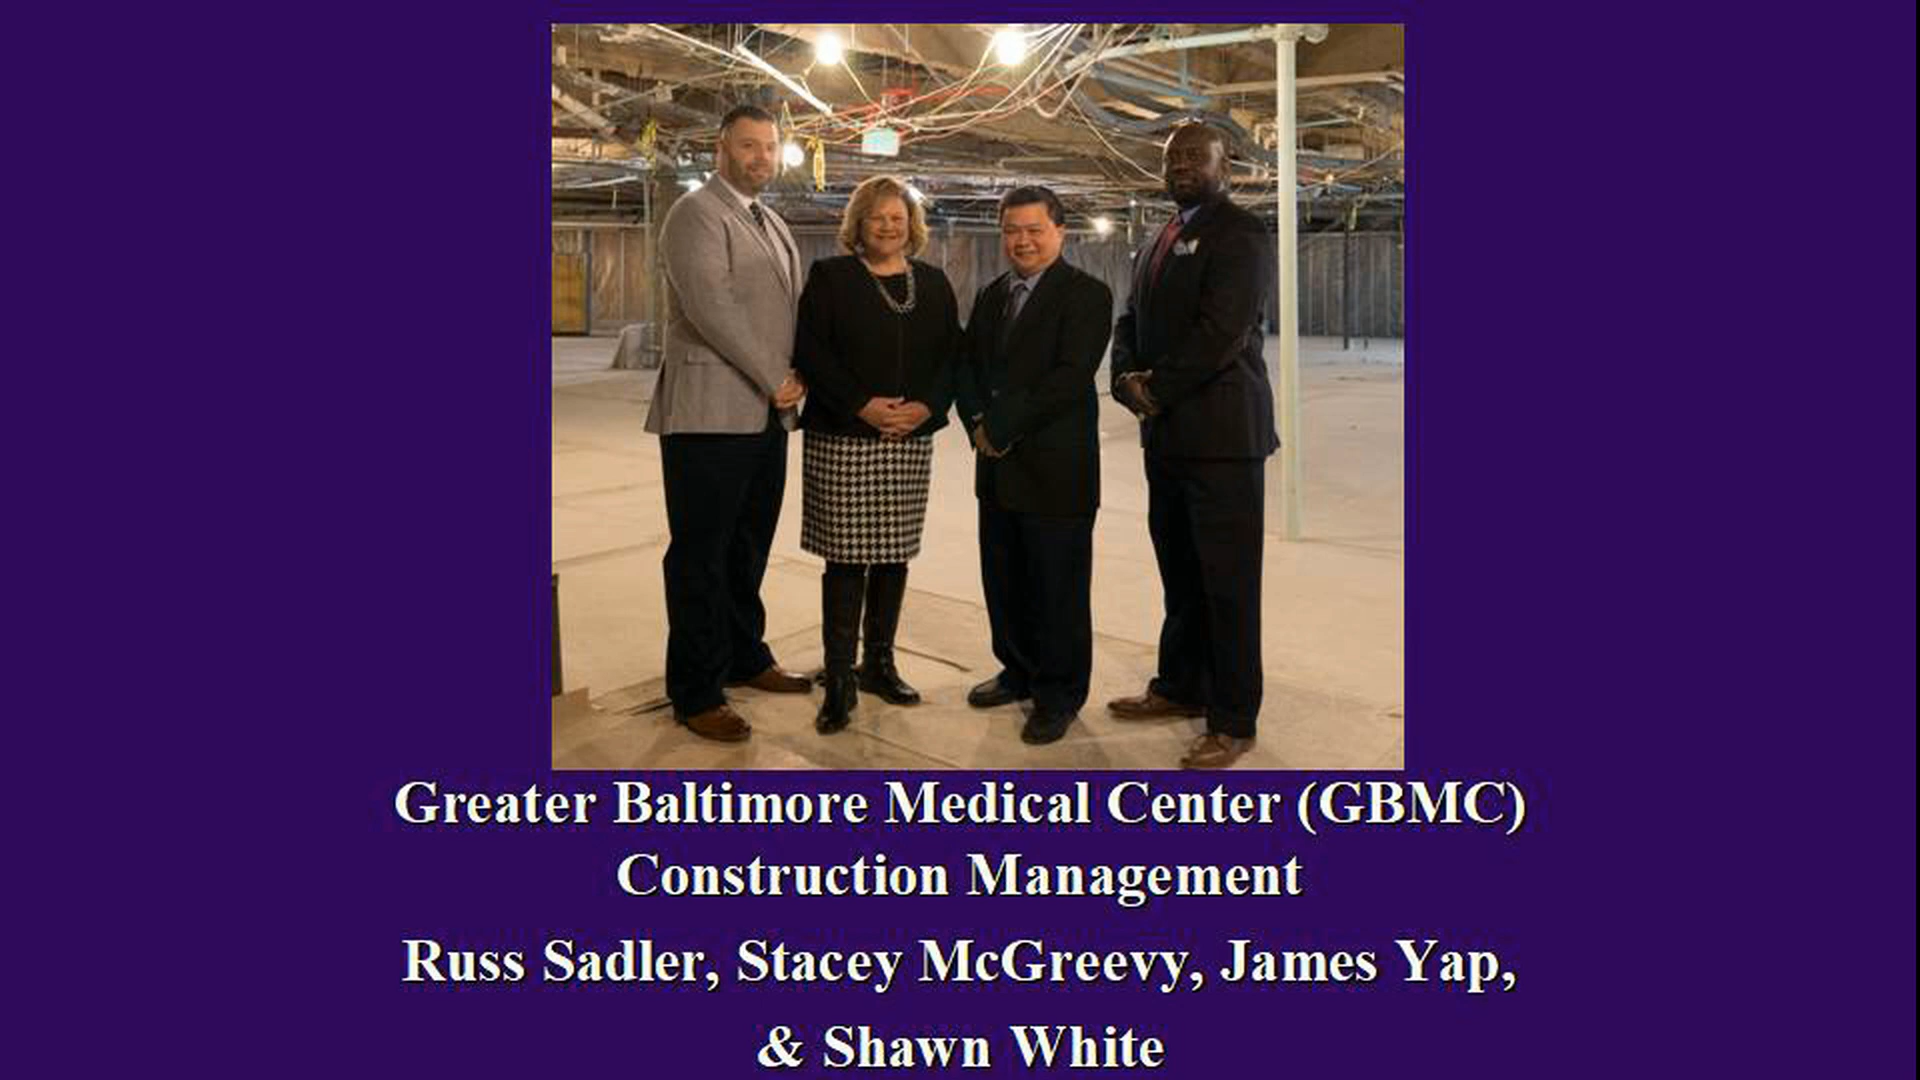 Greater Baltimore Medical Center (GBMC)
Construction Management
Russ Sadler, Stacey McGreevy, James Yap,
& Shawn White